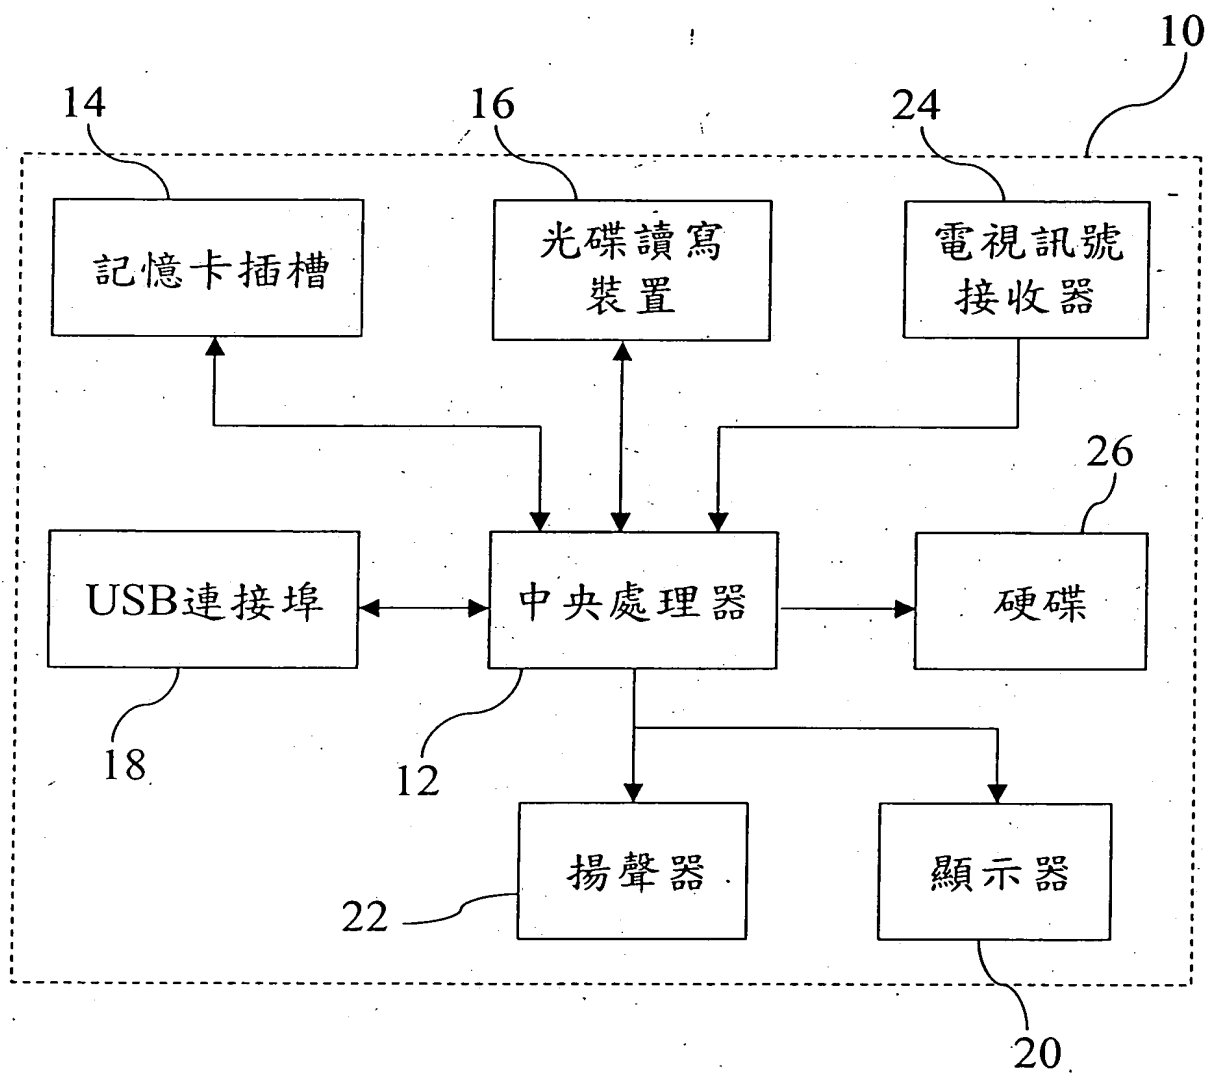 10
14
16
24
記憶卡插槽
光碟讀寫
裝置
電視訊號
接收器
26
USB連接埠
中央處理器
硬碟
18
12
揚聲器
顯示器
22
20